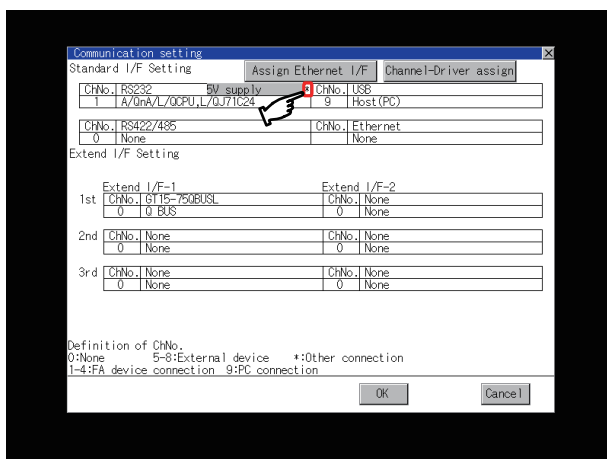 Communication setting
Standard I/F Setting Assign Ethernet I/F Channel-Driver assign
ChNo. RS232 5V supply * ChNo. USB
1 A/QnA/L/QCPU,L/QJ71C24 9 Host(PC)
ChNo. RS422/485 ChNo. Ethernet
0 None None
Extend I/F Setting
Extend I/F-1 Extend I/F-2
1st ChNo. GT15-75QBUSL ChNo. None
0 Q BUS 0 None
2nd ChNo. None ChNo. None
0 None 0 None
3rd ChNo. None ChNo. None
0 None 0 None
Definition of ChNo.
0:None 5-8:External device *:Other connection
1-4:FA device connection 9:PC connection
OK Cancel